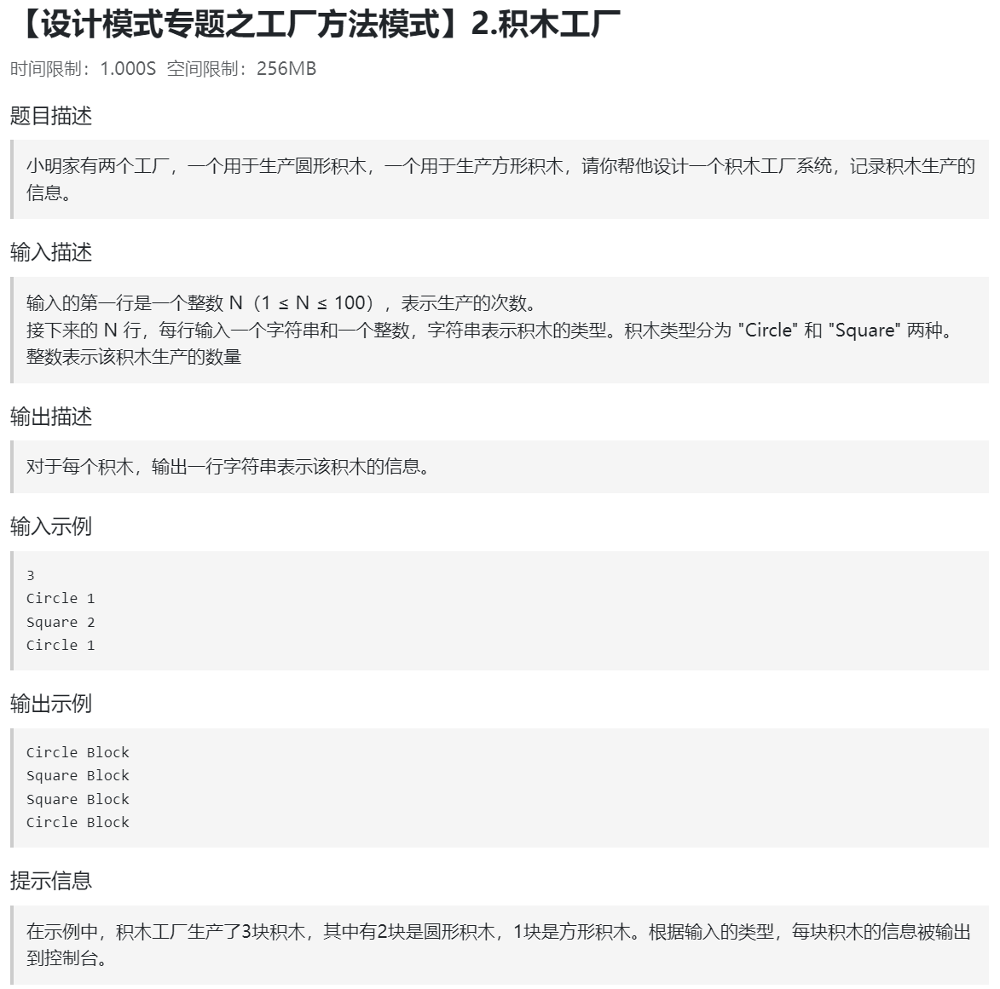 【设计模式专题之工厂方法模式】2.积木工厂
时间限制：1.000S 空间限制：256MB
题目描述
小明家有两个工厂，一个用于生产圆形积木，一个用于生产方形积木，请你帮他设计一个积木工厂系统，记录积木生产的
信息。
输入描述
输入的第一行是一个整数 N（1 ≤ N ≤ 100），表示生产的次数。
接下来的 N 行，每行输入一个字符串和一个整数，字符串表示积木的类型。积木类型分为 "Circle" 和 "Square" 两种。
整数表示该积木生产的数量
输出描述
对于每个积木，输出一行字符串表示该积木的信息。
输入示例
3
Circle 1
Square 2
Circle 1
输出示例
Circle Block
Square Block
Square Block
Circle Block
提示信息
在示例中，积木工厂生产了3块积木，其中有2块是圆形积木，1块是方形积木。根据输入的类型，每块积木的信息被输出
到控制台。